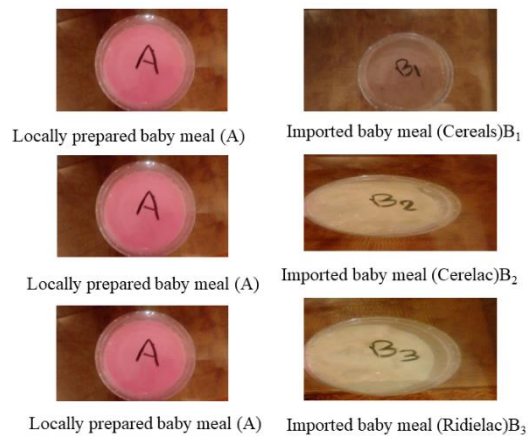 A B1
Locally prepared baby meal (A) Imported baby meal (Cereals)B₁
A B2
Locally prepared baby meal (A) Imported baby meal (Cerelac)B₂
A B3
Locally prepared baby meal (A) Imported baby meal (Ridielac)B₃